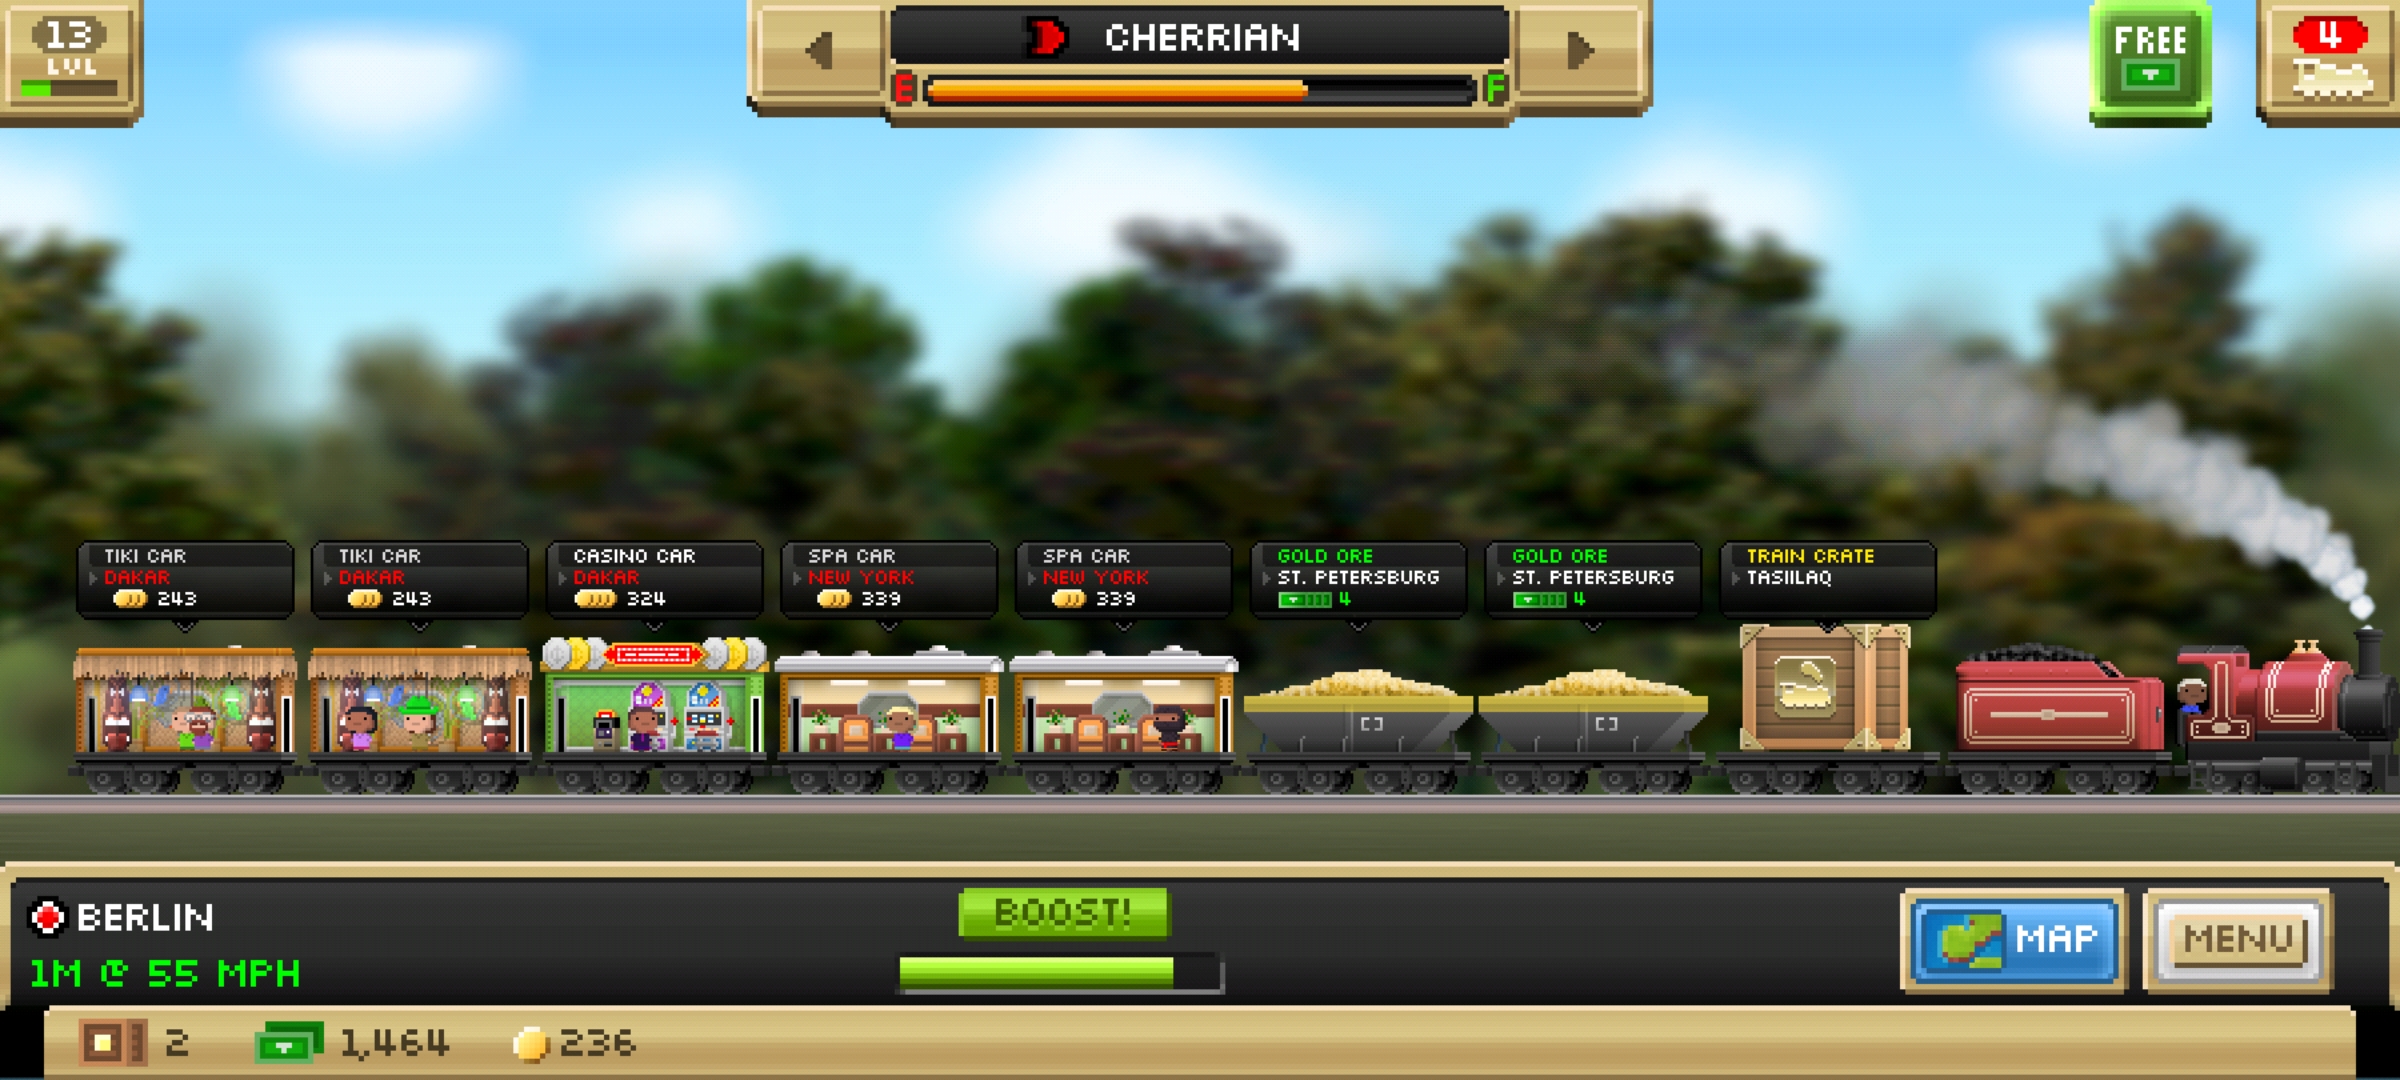 13
LVL
CHERRIAN
E
F
FREE
4
TIKI CAR
DAKAR
243
TIKI CAR
DAKAR
243
CASINO CAR
DAKAR
324
SPA CAR
NEW YORK
339
SPA CAR
NEW YORK
339
GOLD ORE
ST. PETERSBURG
4
GOLD ORE
ST. PETERSBURG
4
TRAIN CRATE
TASIILAQ
BERLIN
1M @ 55 MPH
BOOST!
MAP
MENU
2
1,464
236